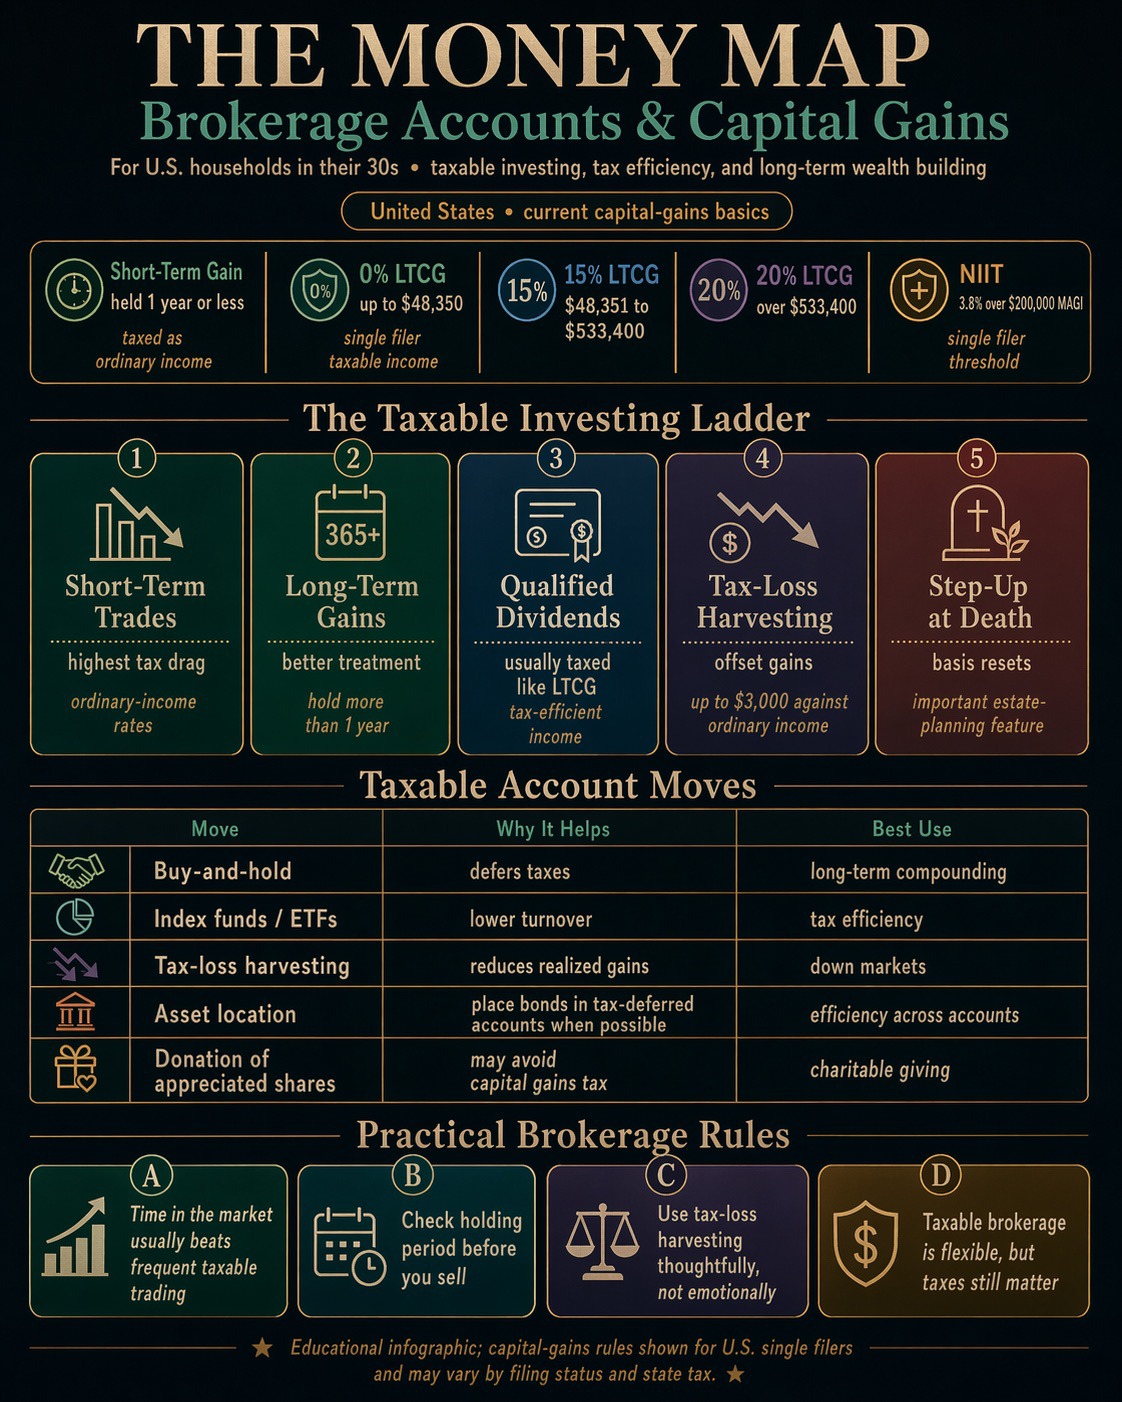 THE MONEY MAP
Brokerage Accounts & Capital Gains
For U.S. households in their 30s • taxable investing, tax efficiency, and long-term wealth building
United States • current capital-gains basics
Short-Term Gain
held 1 year or less
taxed as
ordinary income
0%
0% LTCG
up to $48,350
single filer
taxable income
15%
15% LTCG
$48,351 to
$533,400
20%
20% LTCG
over $533,400
NIIT
3.8% over $200,000 MAGI
single filer
threshold
The Taxable Investing Ladder
1
Short-Term
Trades
highest tax drag
ordinary-income
rates
2
365+
Long-Term
Gains
better treatment
hold more
than 1 year
3
$
$
Qualified
Dividends
usually taxed
like LTCG
tax-efficient
income
4
$
Tax-Loss
Harvesting
offset gains
up to $3,000 against
ordinary income
5
Step-Up
at Death
basis resets
important estate-
planning feature
Taxable Account Moves
Move
Why It Helps
Best Use
Buy-and-hold
defers taxes
long-term compounding
Index funds / ETFs
lower turnover
tax efficiency
Tax-loss harvesting
reduces realized gains
down markets
Asset location
place bonds in tax-deferred
accounts when possible
efficiency across accounts
Donation of
appreciated shares
may avoid
capital gains tax
charitable giving
Practical Brokerage Rules
A
Time in the market
usually beats
frequent taxable
trading
B
Check holding
period before
you sell
C
Use tax-loss
harvesting
thoughtfully,
not emotionally
D
$
Taxable brokerage
is flexible, but
taxes still matter
Educational infographic; capital-gains rules shown for U.S. single filers
and may vary by filing status and state tax.